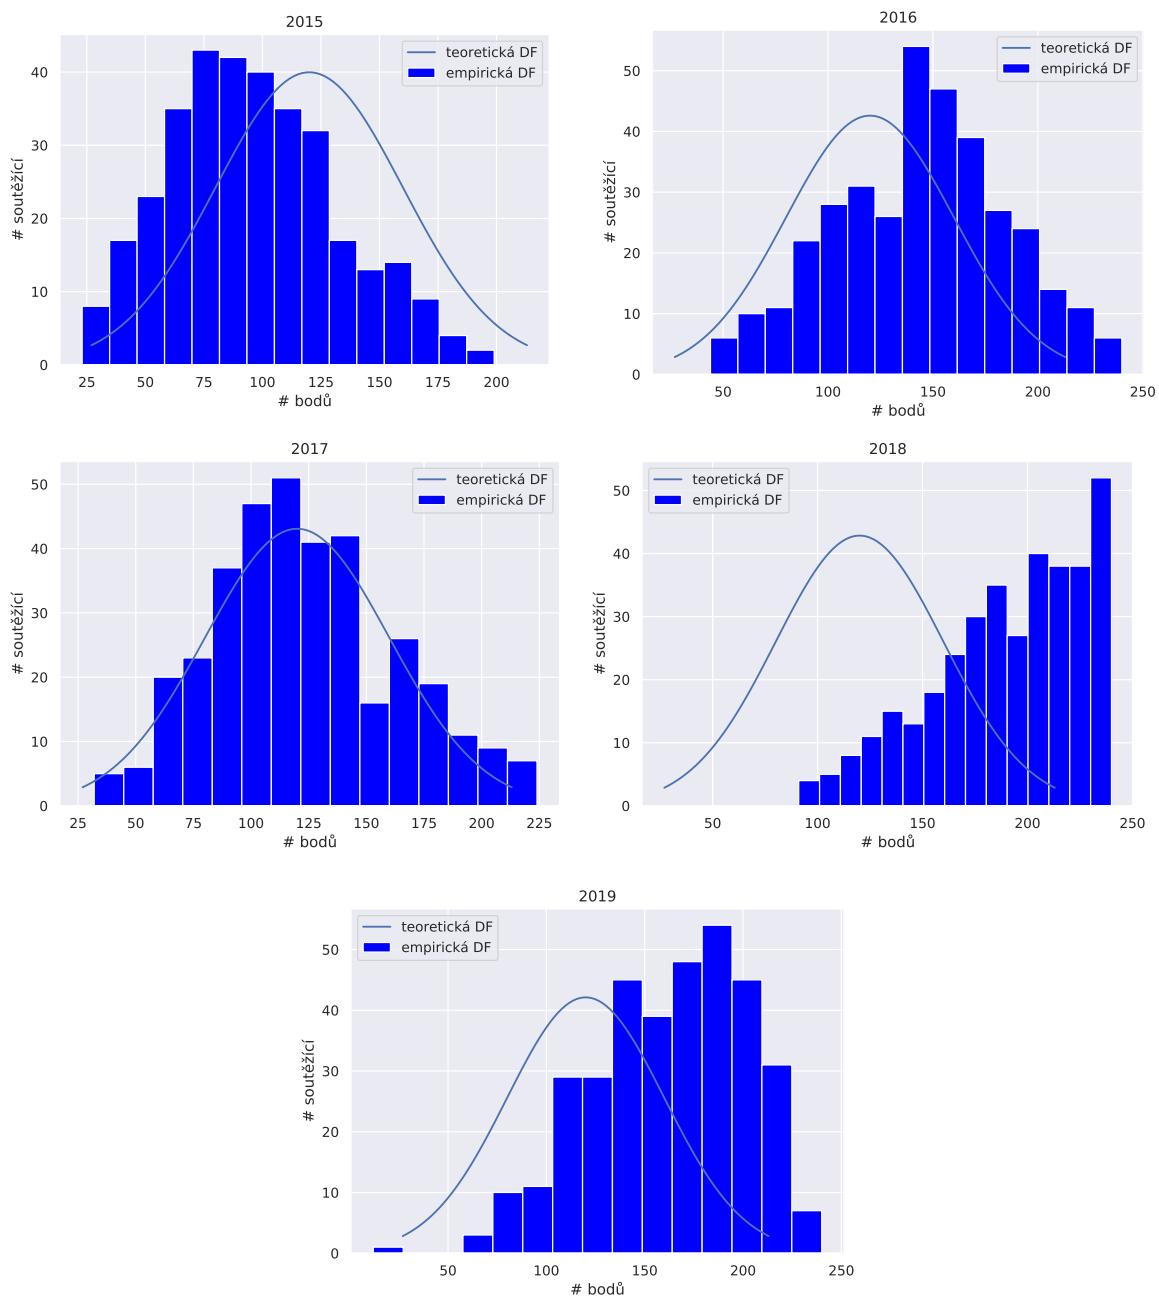 2015
teoretická DF
empirická DF
40
30
20
10
0
# soutěžící
25 50 75 100 125 150 175 200
# bodů
2016
teoretická DF
empirická DF
50
40
30
20
10
0
# soutěžící
50 100 150 200 250
# bodů
2017
teoretická DF
empirická DF
50
40
30
20
10
0
# soutěžící
25 50 75 100 125 150 175 200 225
# bodů
2018
teoretická DF
empirická DF
50
40
30
20
10
0
# soutěžící
50 100 150 200 250
# bodů
2019
teoretická DF
empirická DF
50
40
30
20
10
0
# soutěžící
50 100 150 200 250
# bodů